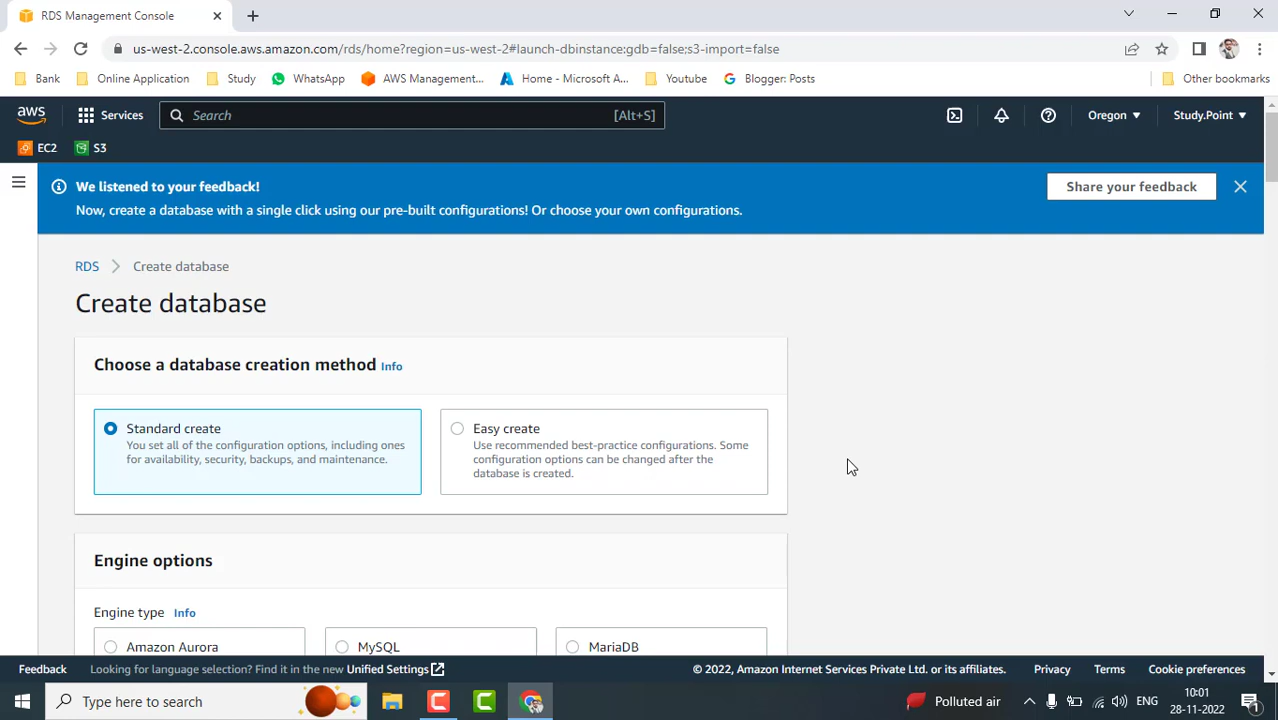 RDS Management Console
us-west-2.console.aws.amazon.com/rds/home?region=us-west-2#launch-dbinstance:gdb=false;s3-import=false
Bank Online Application Study WhatsApp AWS Management... Home - Microsoft A... Youtube Blogger: Posts Other bookmarks
aws Services Search [Alt+S] Oregon Study.Point
EC2 S3
We listened to your feedback!
Now, create a database with a single click using our pre-built configurations! Or choose your own configurations.
Share your feedback
RDS Create database
Create database
Choose a database creation method Info
Standard create
You set all of the configuration options, including ones
for availability, security, backups, and maintenance.
Easy create
Use recommended best-practice configurations. Some
configuration options can be changed after the
database is created.
Engine options
Engine type Info
Amazon Aurora MySQL MariaDB
Feedback Looking for language selection? Find it in the new Unified Settings © 2022, Amazon Internet Services Private Ltd. or its affiliates. Privacy Terms Cookie preferences
Type here to search Polluted air ENG 10:01
28-11-2022 1